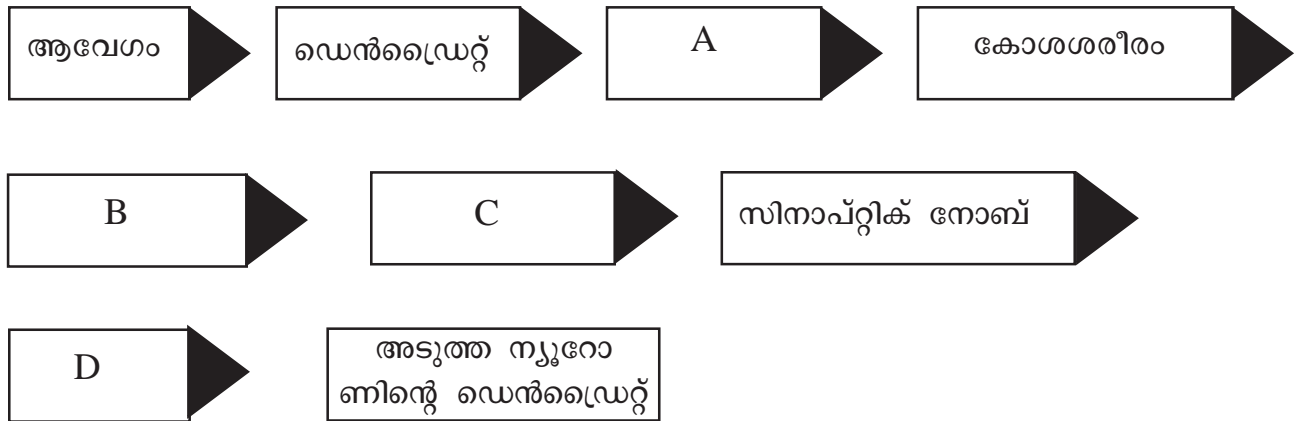 ആവേഗം
ഡെൻഡ്രൈറ്റ്
A
കോശശരീരം
B
C
സിനാപ്റ്റിക് നോബ്
D
അടുത്ത ന്യൂറോ
ണിന്റെ ഡെൻഡ്രൈറ്റ്